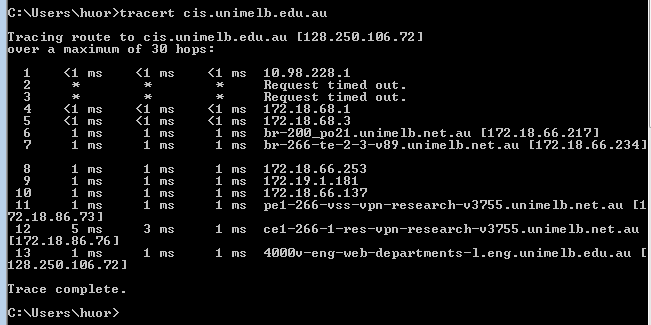 C:\Users\huor>tracert cis.unimelb.edu.au
Tracing route to cis.unimelb.edu.au [128.250.106.72]
over a maximum of 30 hops:
1 <1 ms <1 ms <1 ms 10.98.228.1
2 * * * Request timed out.
3 * * * Request timed out.
4 <1 ms <1 ms <1 ms 172.18.68.1
5 <1 ms <1 ms <1 ms 172.18.68.3
6 1 ms 1 ms 1 ms br-200_po21.unimelb.net.au [172.18.66.217]
7 1 ms 1 ms 1 ms br-266-te-2-3-v89.unimelb.net.au [172.18.66.234]
8 1 ms 1 ms 1 ms 172.18.66.253
9 1 ms 1 ms 1 ms 172.19.1.181
10 1 ms 1 ms 1 ms 172.18.66.137
11 1 ms 1 ms 1 ms pe1-266-vss-vpn-research-v3755.unimelb.net.au [1
72.18.86.73]
12 5 ms 3 ms 1 ms ce1-266-1-res-vpn-research-v3755.unimelb.net.au
[172.18.86.76]
13 1 ms 1 ms 1 ms 4000v-eng-web-departments-l.eng.unimelb.edu.au [
128.250.106.72]
Trace complete.
C:\Users\huor>